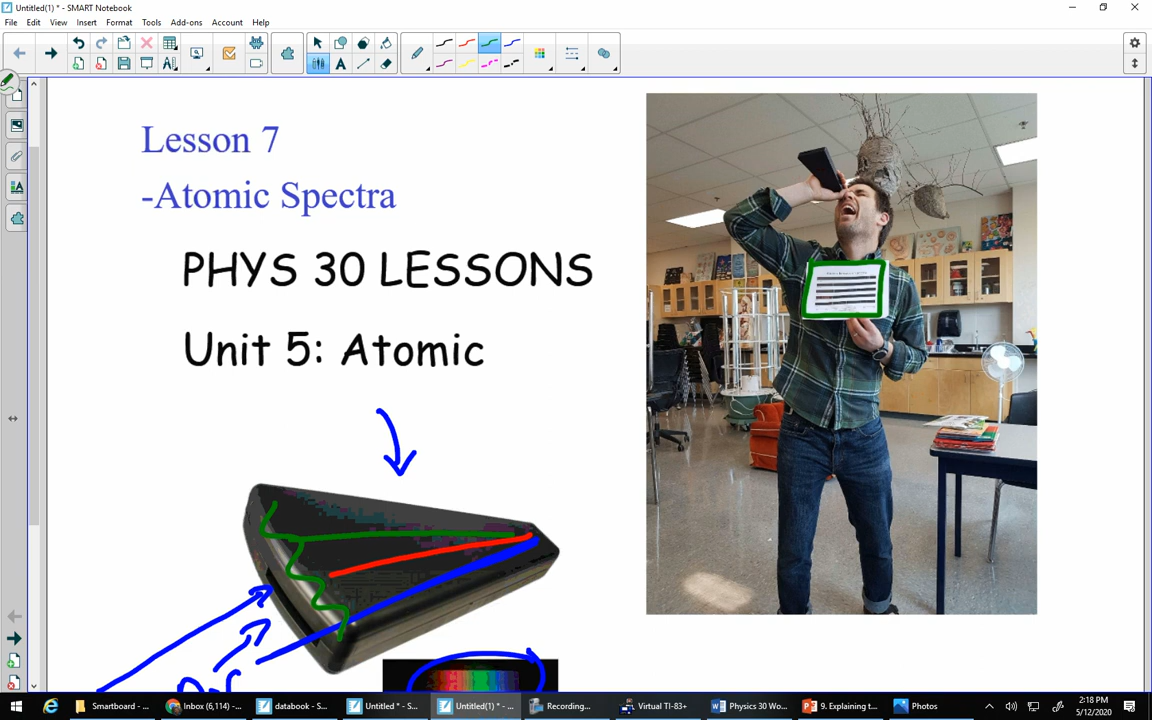 Untitled(1) * - SMART Notebook
File Edit View Insert Format Tools Add-ons Account Help
Lesson 7
-Atomic Spectra
PHYS 30 LESSONS
Unit 5: Atomic
Smartboard - ...
Inbox (6,114) - ...
databook - S...
Untitled * - S...
Untitled(1) * - ...
Recording...
Virtual TI-83+
Physics 30 Wo...
9. Explaining t...
Photos
2:18 PM
5/12/2020